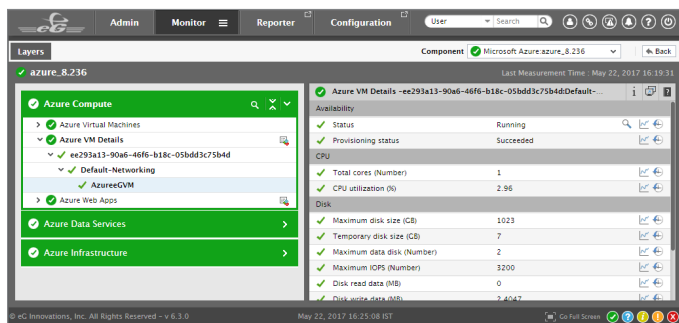 eG
Admin
Monitor
Reporter
Configuration
User
Search
Layers
Component
Microsoft Azure:azure_8.236
Back
azure_8.236
Last Measurement Time : May 22, 2017 16:19:31
Azure Compute
Azure Virtual Machines
Azure VM Details
ee293a13-90a6-46f6-b18c-05bdd3c75b4d
Default-Networking
AzureeGVM
Azure Web Apps
Azure Data Services
Azure Infrastructure
Azure VM Details -ee293a13-90a6-46f6-b18c-05bdd3c75b4d:Default-...
Availability
Status Running
Provisioning status Succeeded
CPU
Total cores (Number) 1
CPU utilization (%) 2.96
Disk
Maximum disk size (GB) 1023
Temporary disk size (GB) 7
Maximum data disk (Number) 2
Maximum IOPS (Number) 3200
Disk read data (MB) 0
Disk write data (MB) 2.4047
© eG Innovations, Inc. All Rights Reserved - v 6.3.0
May 22, 2017 16:25:08 IST
Go Full Screen